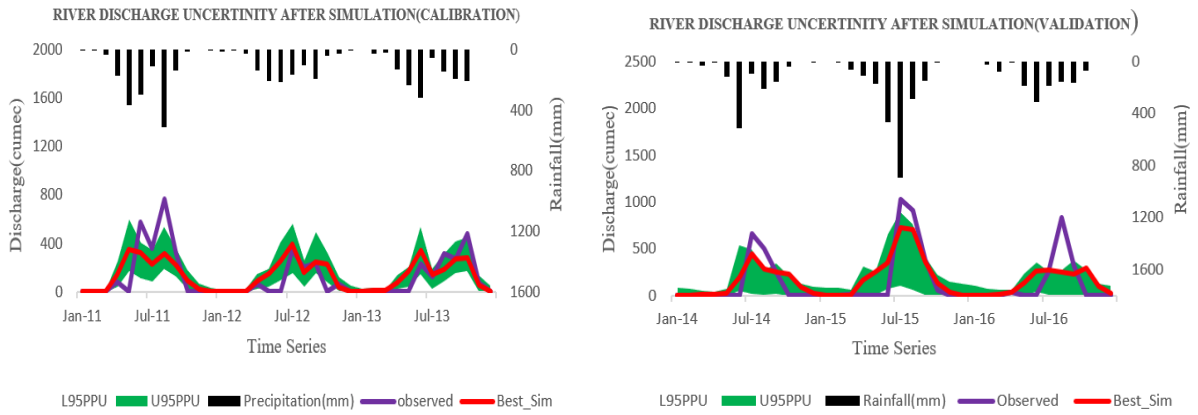 RIVER DISCHARGE UNCERTINITY AFTER SIMULATION(CALIBRATION)
2000
1600
1200
800
400
0
Discharge(cumec)
0
400
800
1200
1600
Rainfall(mm)
Jan-11 Jul-11 Jan-12 Jul-12 Jan-13 Jul-13
Time Series
L95PPU U95PPU Precipitation(mm) observed Best_Sim
RIVER DISCHARGE UNCERTINITY AFTER SIMULATION(VALIDATION)
2500
2000
1500
1000
500
0
Discharge(cumec)
0
400
800
1200
1600
Rainfall(mm)
Jan-14 Jul-14 Jan-15 Jul-15 Jan-16 Jul-16
Time Series
L95PPU U95PPU Rainfall(mm) Observed Best_Sim